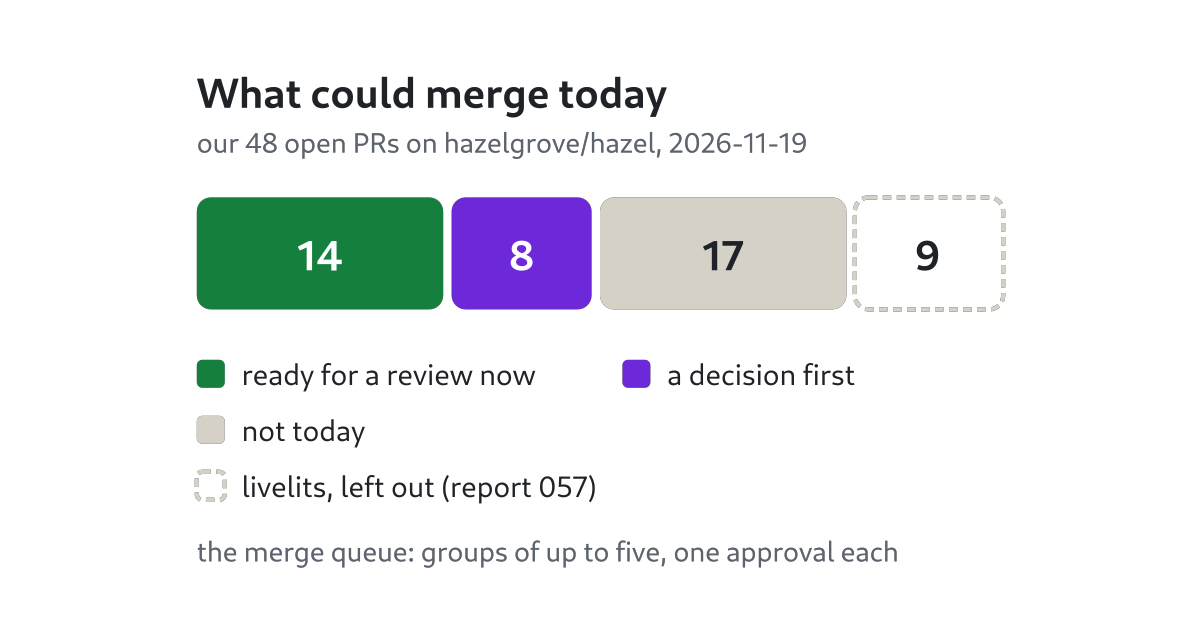 What could merge today
our 48 open PRs on hazelgrove/hazel, 2026-11-19
14 8 17 9
ready for a review now a decision first
not today
livelits, left out (report 057)
the merge queue: groups of up to five, one approval each